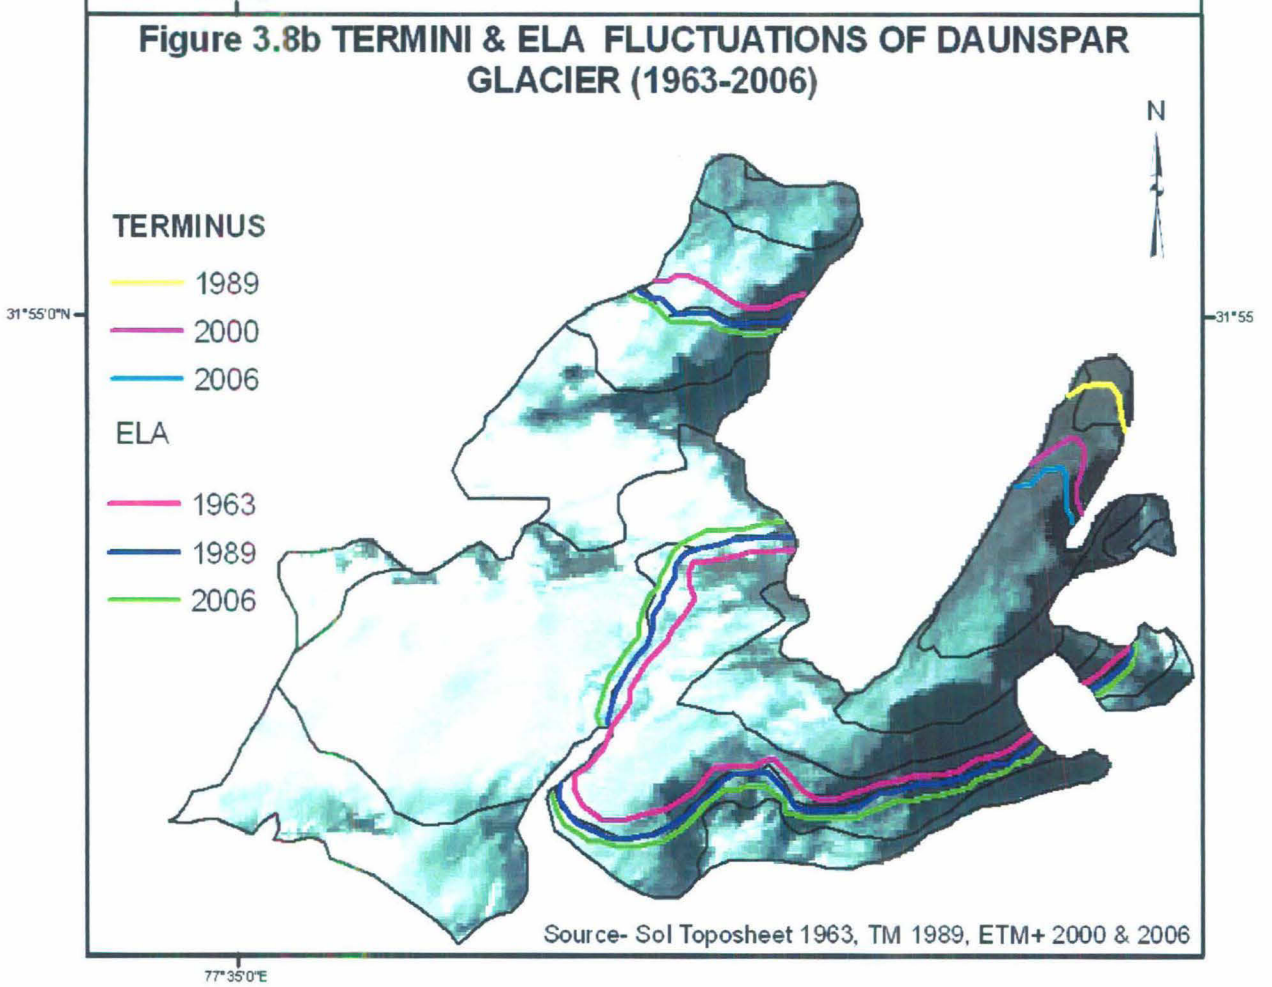 Figure 3.8b TERMINI & ELA FLUCTUATIONS OF DAUNSPAR
GLACIER (1963-2006)
N
TERMINUS
1989
2000
2006
ELA
1963
1989
2006
31°55'0"N
31°55
Source- SoI Toposheet 1963, TM 1989, ETM+ 2000 & 2006
77°35'0"E